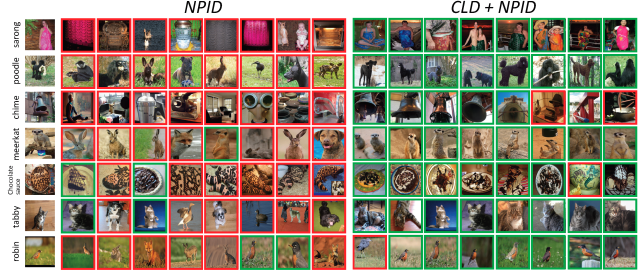 NPID
CLD + NPID
sarong
poodle
chime
meerkat
Chocolate
sauce
tabby
robin